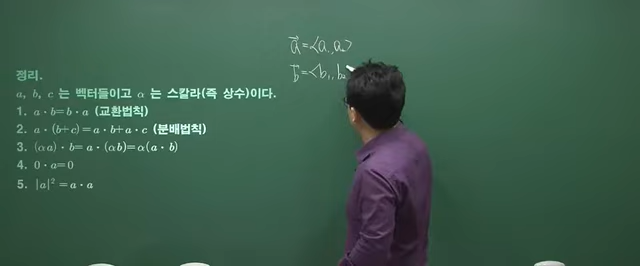 정리.
a, b, c 는 벡터들이고 α 는 스칼라(즉 상수)이다.
1. a · b = b · a (교환법칙)
2. a · (b+c) = a · b + a · c (분배법칙)
3. (αa) · b = a · (αb) = α(a · b)
4. 0 · a = 0
5. |a|² = a · a
a⃗ = <a₁, a₂>
b⃗ = <b₁, b₂